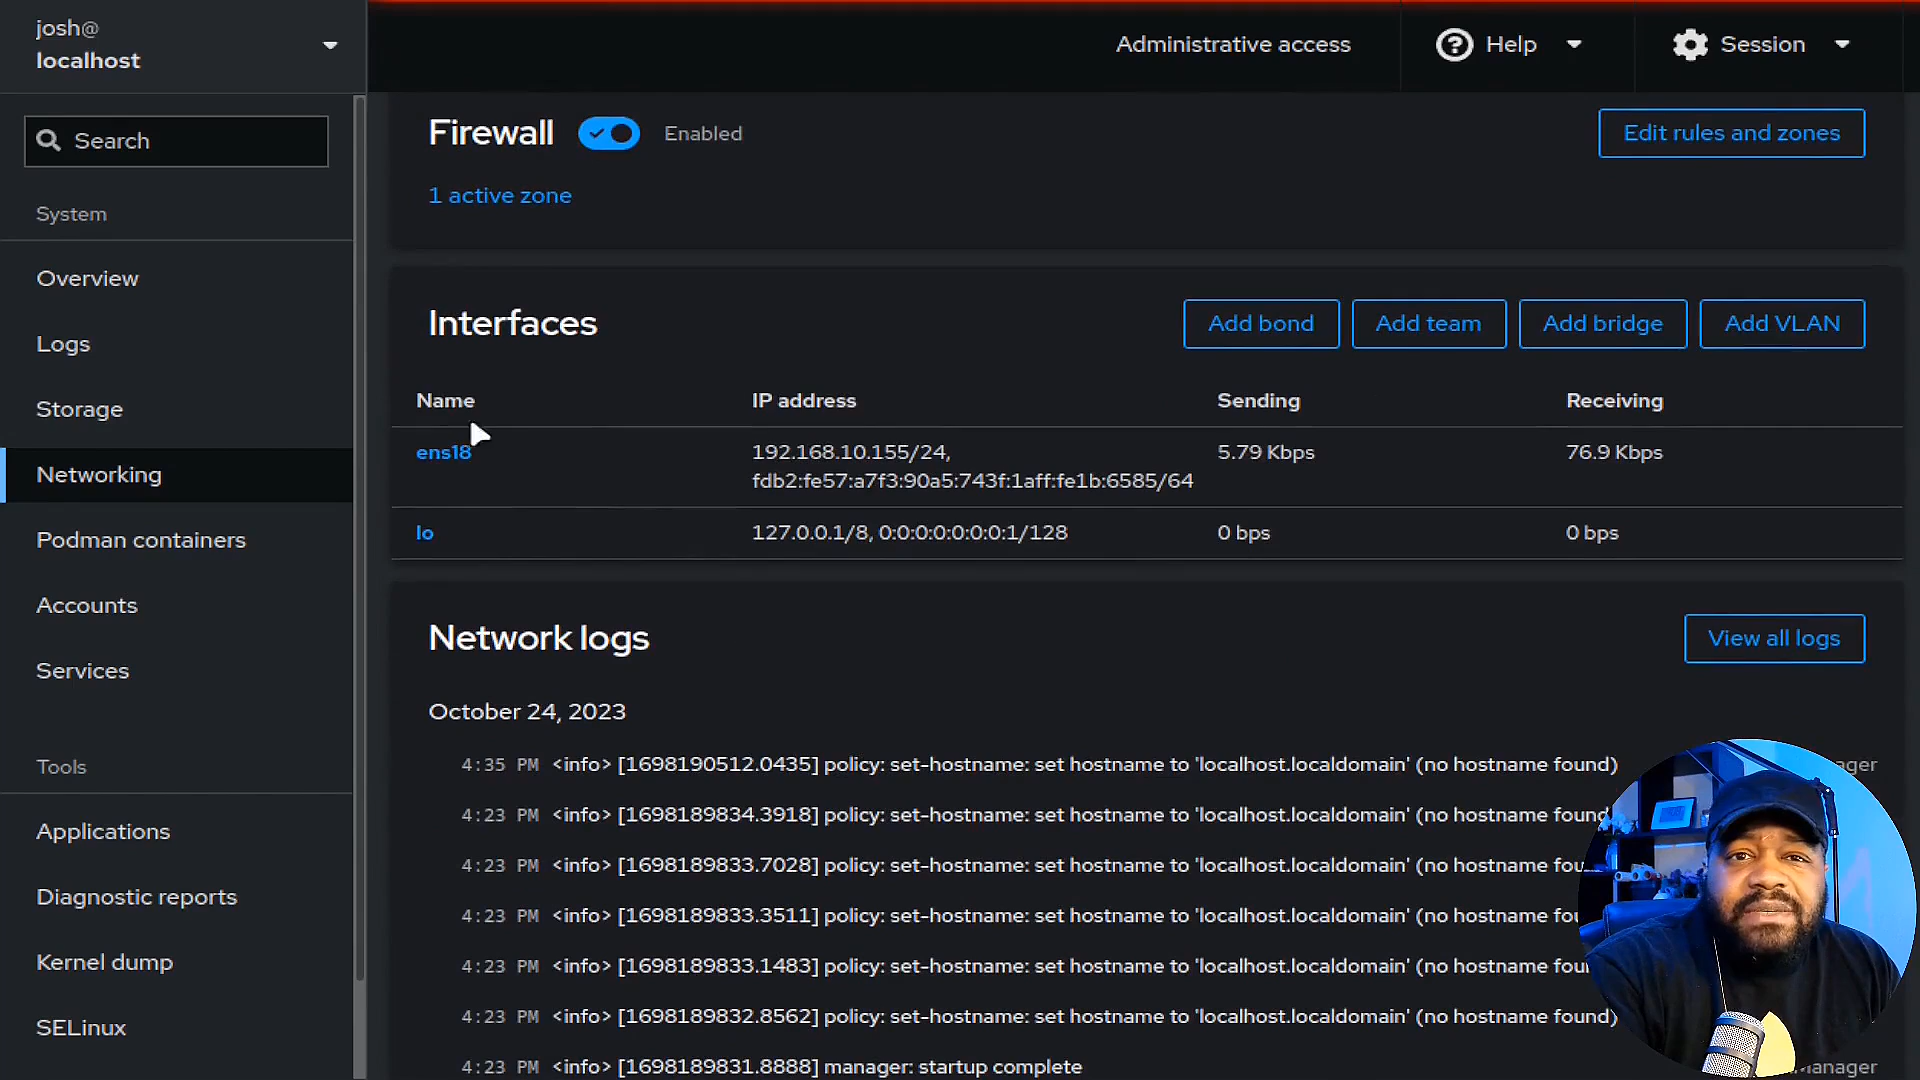 josh@
localhost
Administrative access
Help
Session
Search
System
Overview
Logs
Storage
Networking
Podman containers
Accounts
Services
Tools
Applications
Diagnostic reports
Kernel dump
SELinux
Firewall
Enabled
Edit rules and zones
1 active zone
Interfaces
Add bond
Add team
Add bridge
Add VLAN
Name IP address Sending Receiving
ens18 192.168.10.155/24, 5.79 Kbps 76.9 Kbps
fdb2:fe57:a7f3:90a5:743f:1aff:fe1b:6585/64
lo 127.0.0.1/8, 0:0:0:0:0:0:0:1/128 0 bps 0 bps
Network logs
View all logs
October 24, 2023
4:35 PM <info> [1698190512.0435] policy: set-hostname: set hostname to 'localhost.localdomain' (no hostname found)
4:23 PM <info> [1698189834.3918] policy: set-hostname: set hostname to 'localhost.localdomain' (no hostname found
4:23 PM <info> [1698189833.7028] policy: set-hostname: set hostname to 'localhost.localdomain' (no hostname fou
4:23 PM <info> [1698189833.3511] policy: set-hostname: set hostname to 'localhost.localdomain' (no hostname fou
4:23 PM <info> [1698189833.1483] policy: set-hostname: set hostname to 'localhost.localdomain' (no hostname fou
4:23 PM <info> [1698189832.8562] policy: set-hostname: set hostname to 'localhost.localdomain' (no hostname found)
4:23 PM <info> [1698189831.8888] manager: startup complete